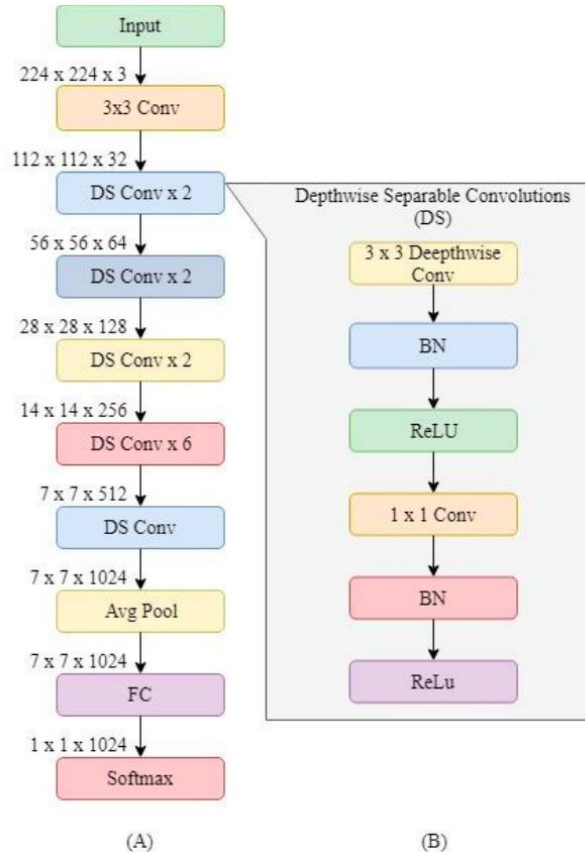 Input
224 x 224 x 3
3x3 Conv
112 x 112 x 32
DS Conv x 2
56 x 56 x 64
DS Conv x 2
28 x 28 x 128
DS Conv x 2
14 x 14 x 256
DS Conv x 6
7 x 7 x 512
DS Conv
7 x 7 x 1024
Avg Pool
7 x 7 x 1024
FC
1 x 1 x 1024
Softmax
(A)
Depthwise Separable Convolutions
(DS)
3 x 3 Deepthwise
Conv
BN
ReLU
1 x 1 Conv
BN
ReLu
(B)